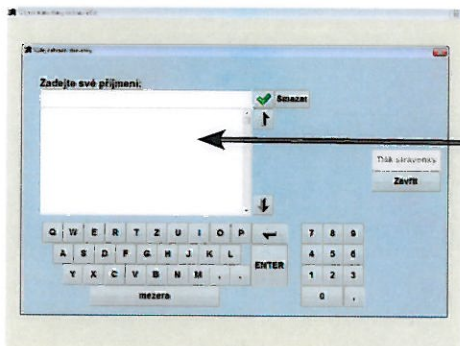 Zadejte své příjmení:
Smazat
Tisk stravenky
Zavřít
Q W E R T Z U I O P
7 8 9
A S D F G H J K L
ENTER
4 5 6
Y X C V B N M , .
1 2 3
mezera
0 .